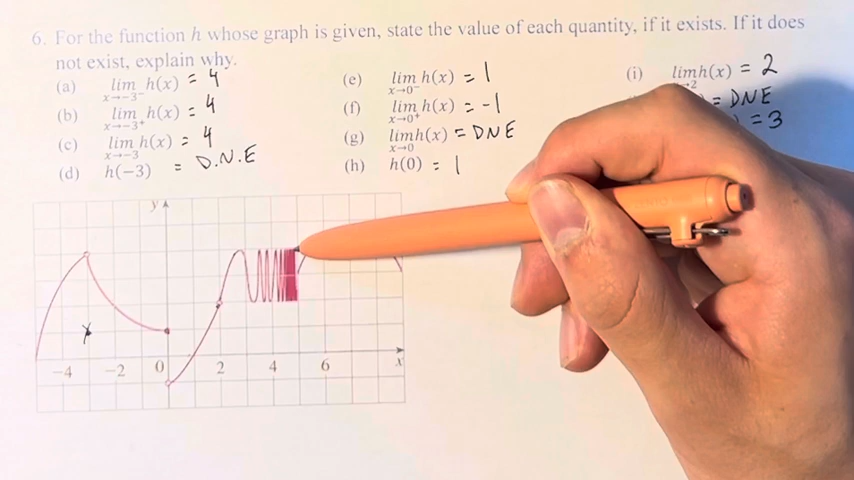 6. For the function h whose graph is given, state the value of each quantity, if it exists. If it does
not exist, explain why.
(a) lim x→-3⁻ h(x) = 4
(b) lim x→-3⁺ h(x) = 4
(c) lim x→-3 h(x) = 4
(d) h(-3) = D.N.E
(e) lim x→0⁻ h(x) = 1
(f) lim x→0⁺ h(x) = -1
(g) lim x→0 h(x) = DNE
(h) h(0) = 1
(i) lim x→2 h(x) = 2
= DNE
= 3
y
-4 -2 0 2 4 6 x